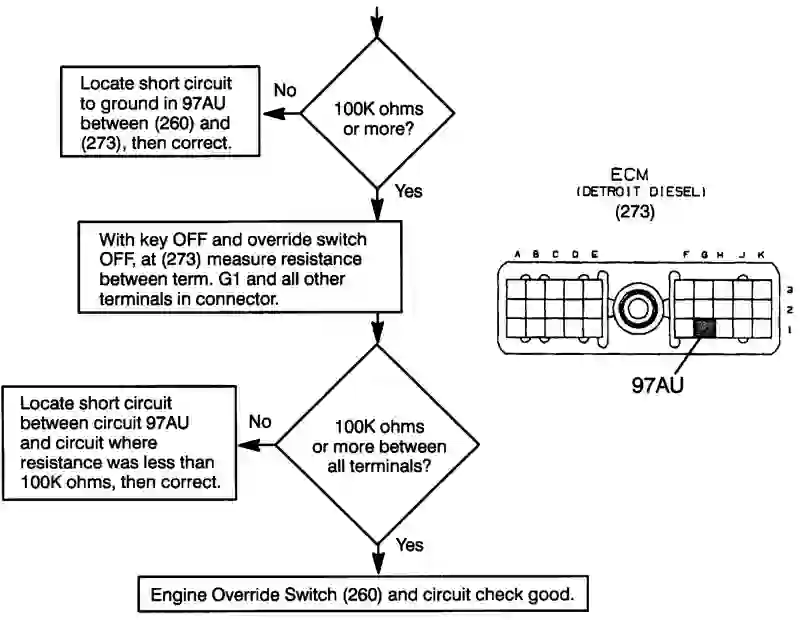 100K ohms
or more?
No
Locate short circuit
to ground in 97AU
between (260) and
(273), then correct.
Yes
With key OFF and override switch
OFF, at (273) measure resistance
between term. G1 and all other
terminals in connector.
100K ohms
or more between
all terminals?
No
Locate short circuit
between circuit 97AU
and circuit where
resistance was less than
100K ohms, then correct.
Yes
Engine Override Switch (260) and circuit check good.
ECM
(DETROIT DIESEL)
(273)
A B C D E F G H J K
3
2
1
97AU